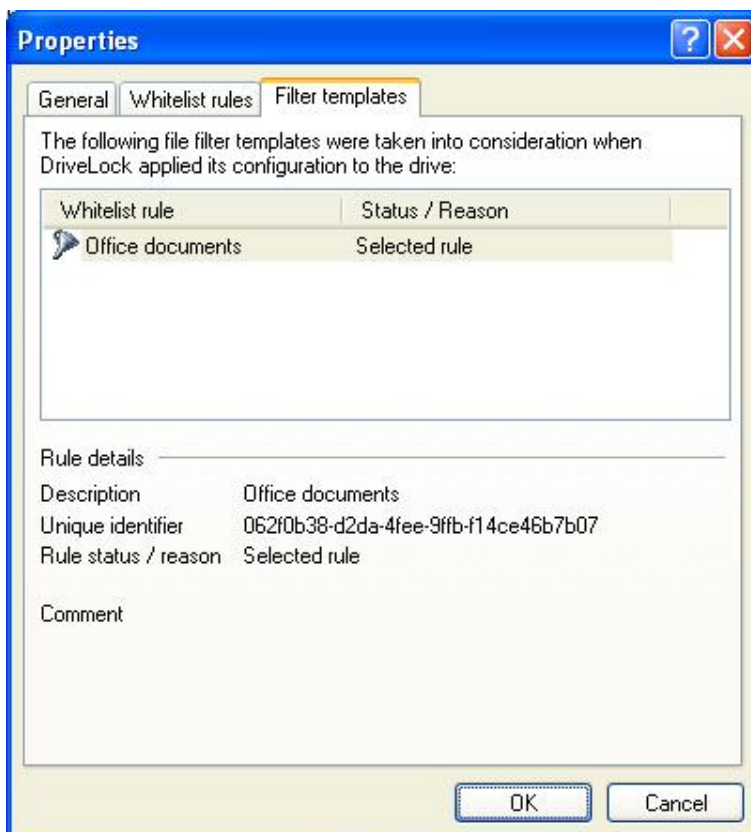 Properties
General Whitelist rules Filter templates
The following file filter templates were taken into consideration when
DriveLock applied its configuration to the drive:
Whitelist rule Status / Reason
Office documents Selected rule
Rule details
Description Office documents
Unique identifier 062f0b38-d2da-4fee-9ffb-f14ce46b7b07
Rule status / reason Selected rule
Comment
OK Cancel